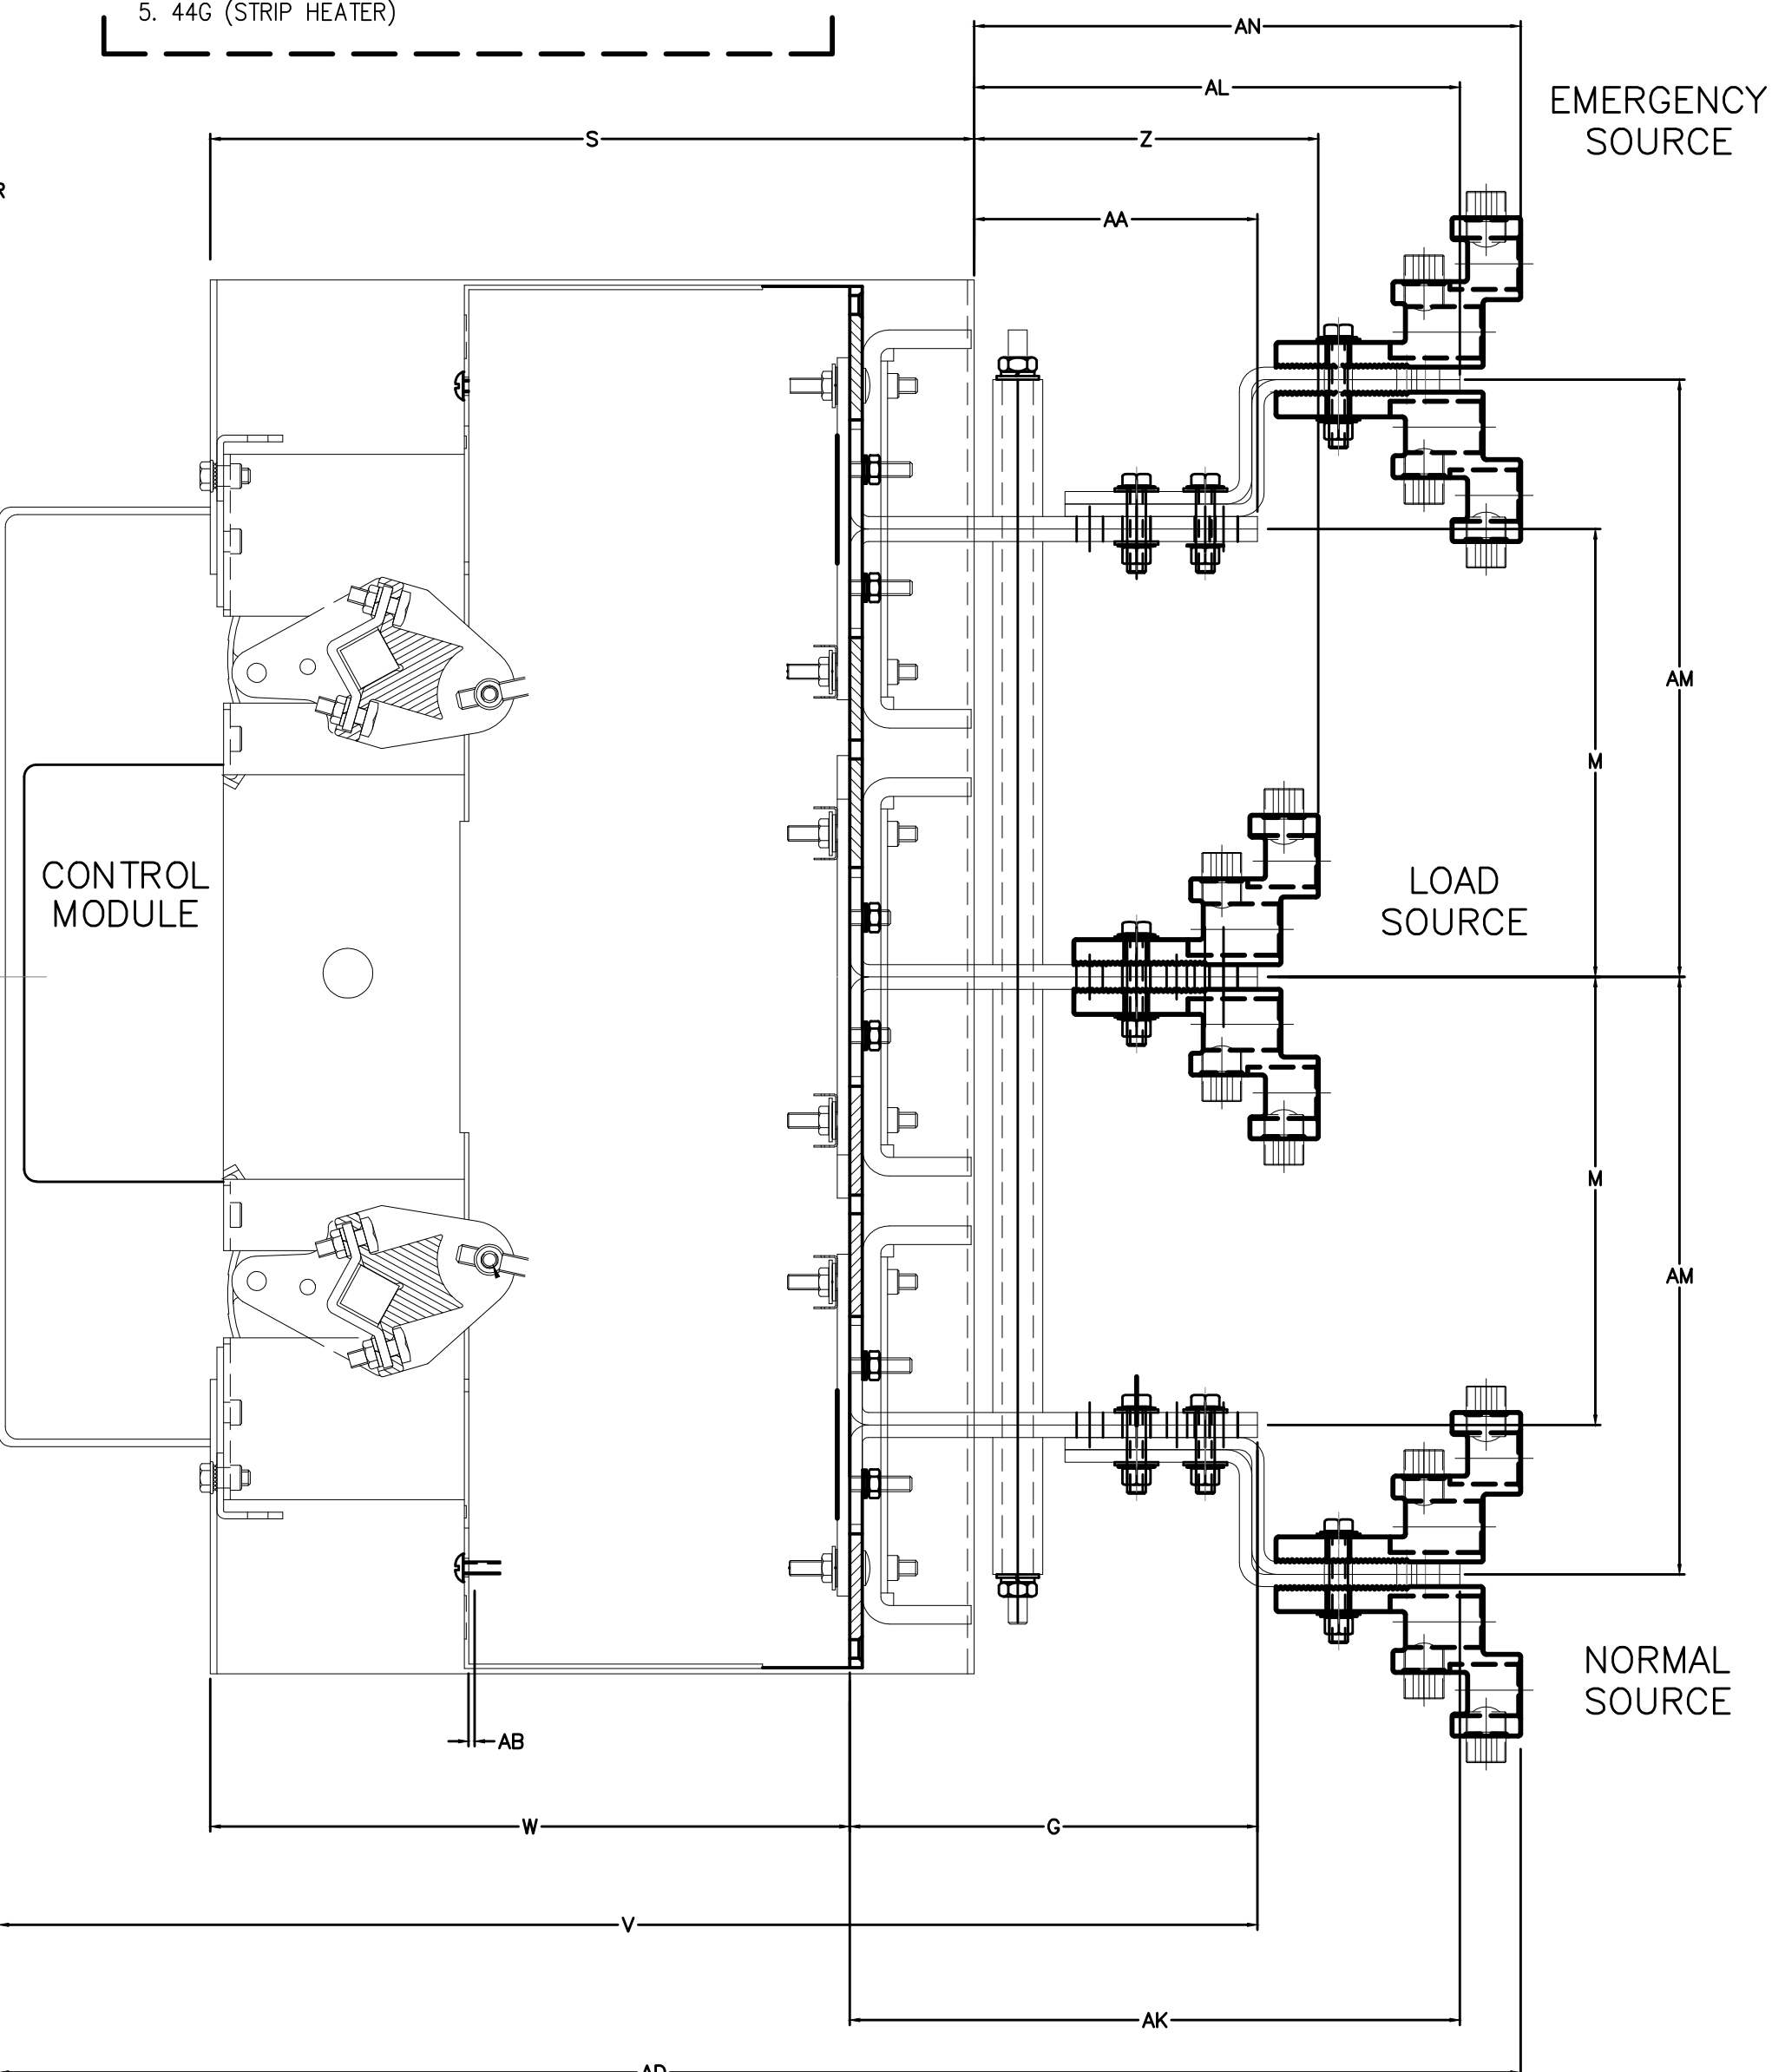 5. 44G (STRIP HEATER)
AN
AL
EMERGENCY
SOURCE
S
Z
R
AA
AM
M
CONTROL
MODULE
LOAD
SOURCE
M
AM
NORMAL
SOURCE
AB
W
G
V
AK
AD